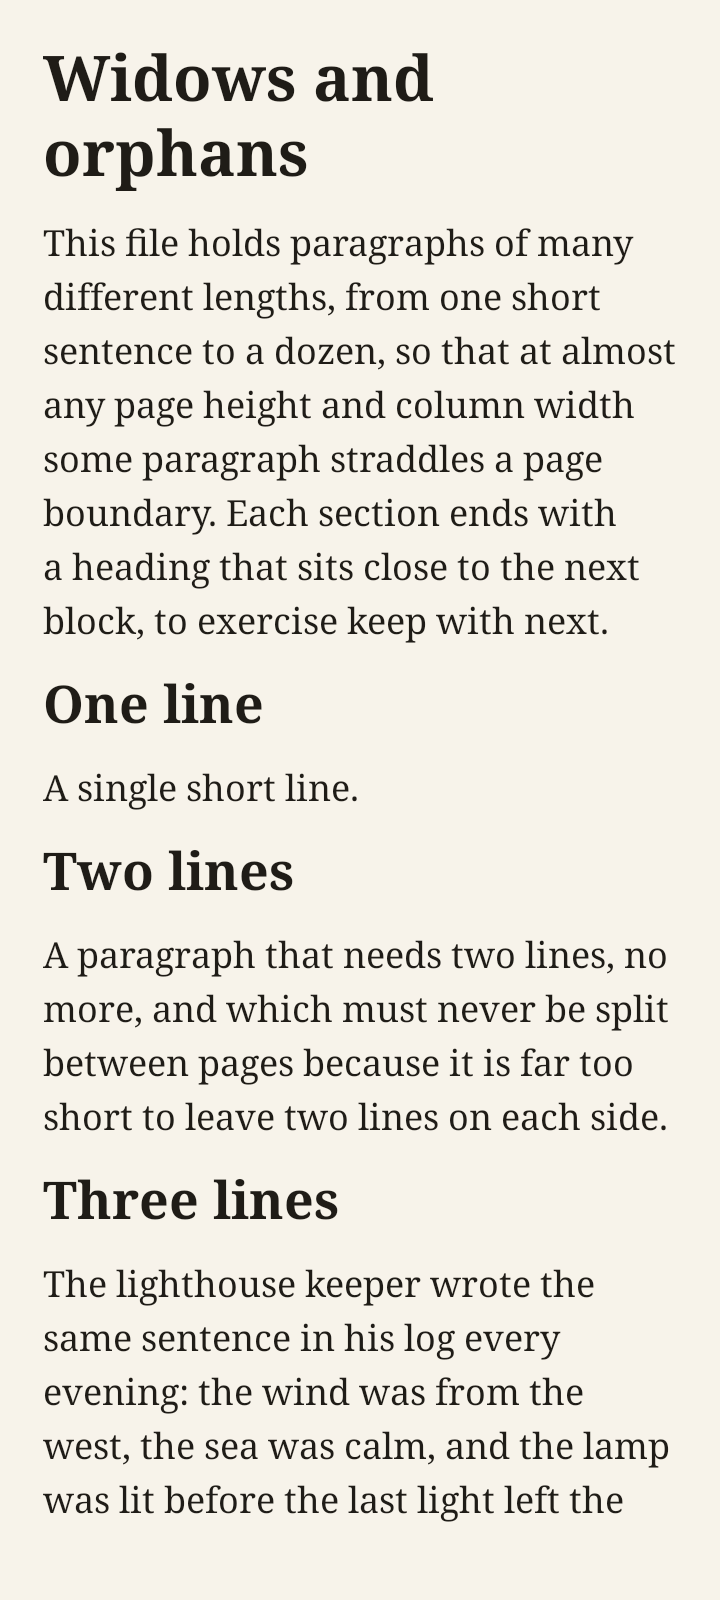 Widows and
orphans
This file holds paragraphs of many
different lengths, from one short
sentence to a dozen, so that at almost
any page height and column width
some paragraph straddles a page
boundary. Each section ends with
a heading that sits close to the next
block, to exercise keep with next.
One line
A single short line.
Two lines
A paragraph that needs two lines, no
more, and which must never be split
between pages because it is far too
short to leave two lines on each side.
Three lines
The lighthouse keeper wrote the
same sentence in his log every
evening: the wind was from the
west, the sea was calm, and the lamp
was lit before the last light left the